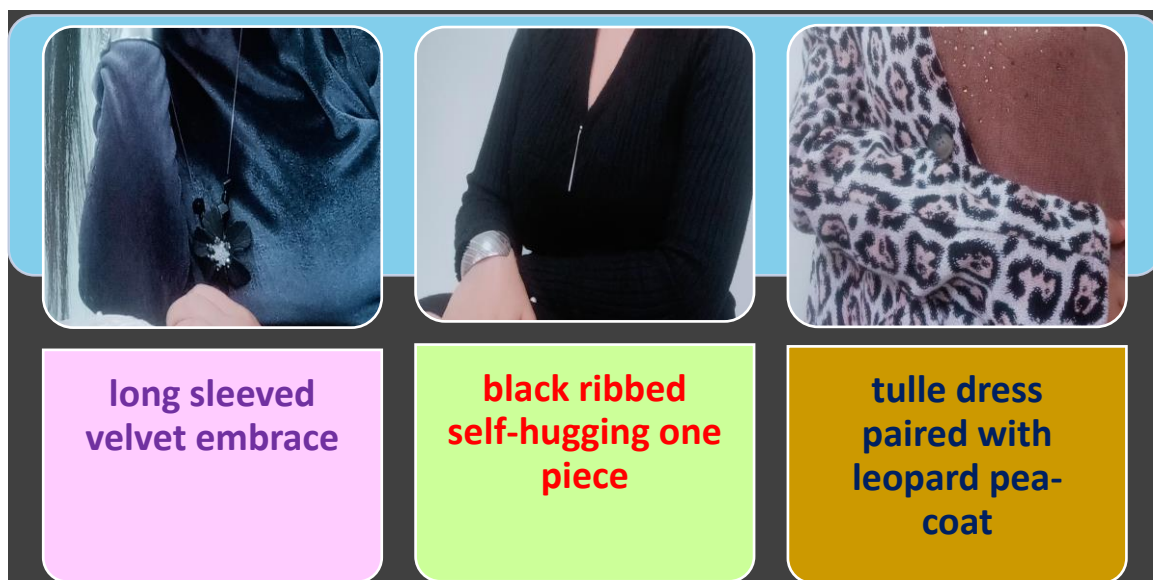 long sleeved
velvet embrace
black ribbed
self-hugging one
piece
tulle dress
paired with
leopard pea-
coat